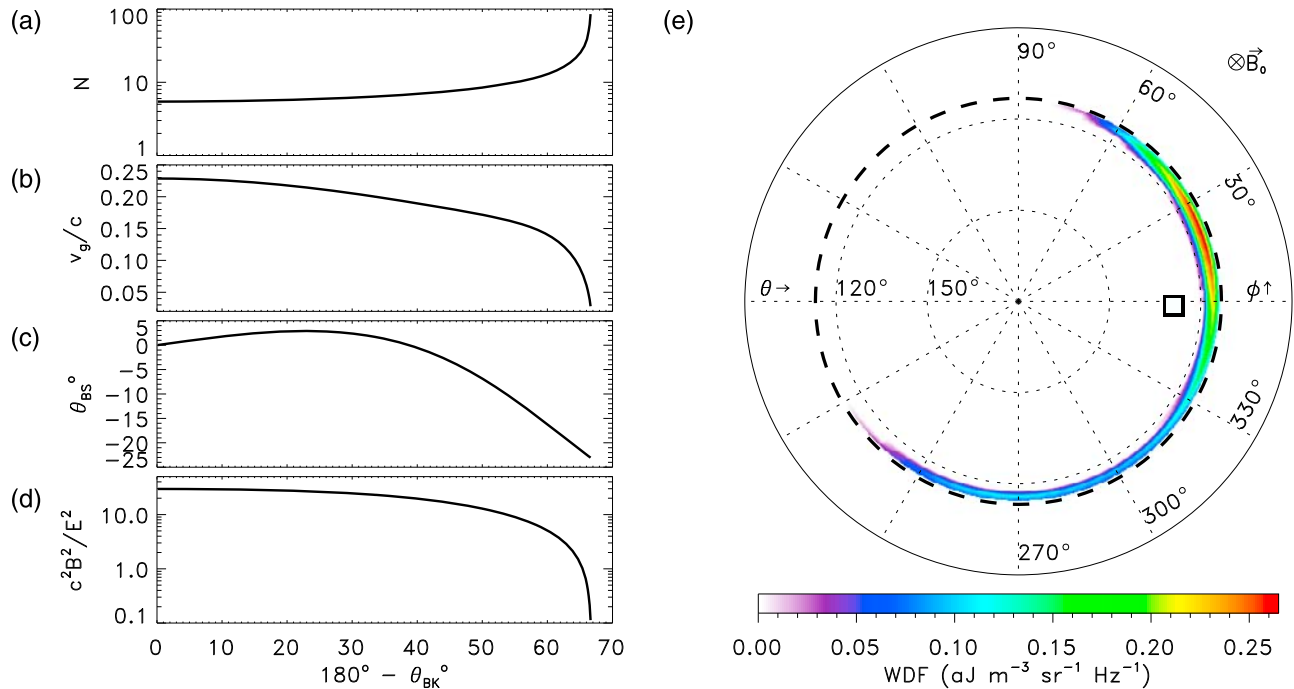 (a)
100
10
1
N
(b)
0.25
0.20
0.15
0.10
0.05
v_g/c
(c)
5
0
−5
−10
−15
−20
−25
θ_BS°
(d)
10.0
1.0
0.1
c²B²/E²
0 10 20 30 40 50 60 70
180° − θ_BK°
(e)
90°
⊗B⃗₀
60°
30°
θ→ 120° 150° ϕ↑
330°
300°
270°
0.00 0.05 0.10 0.15 0.20 0.25
WDF (aJ m⁻³ sr⁻¹ Hz⁻¹)